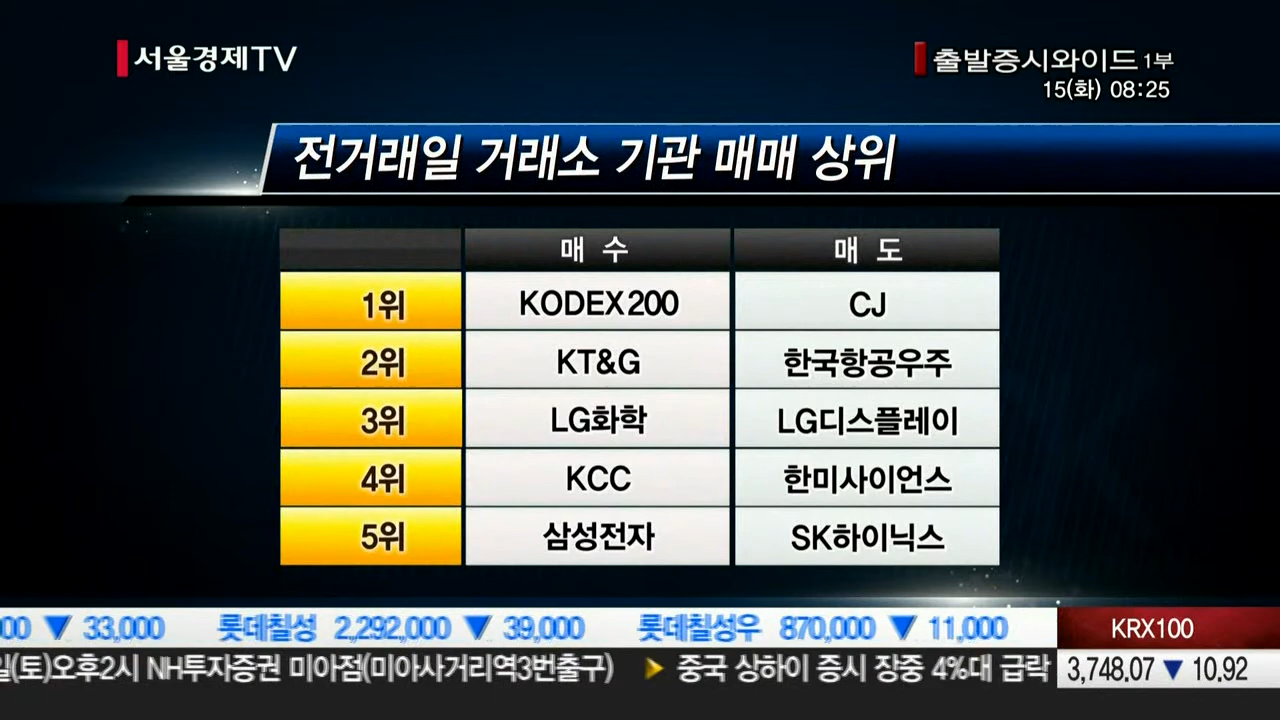 서울경제TV
출발증시와이드 1부
15(화) 08:25
전거래일 거래소 기관 매매 상위
매 수 매 도
1위 KODEX200 CJ
2위 KT&G 한국항공우주
3위 LG화학 LG디스플레이
4위 KCC 한미사이언스
5위 삼성전자 SK하이닉스
00 ▼ 33,000 롯데칠성 2,292,000 ▼ 39,000 롯데칠성우 870,000 ▼ 11,000
KRX100
일(토)오후2시 NH투자증권 미아점(미아사거리역3번출구) ▶ 중국 상하이 증시 장중 4%대 급락
3,748.07 ▼ 10.92